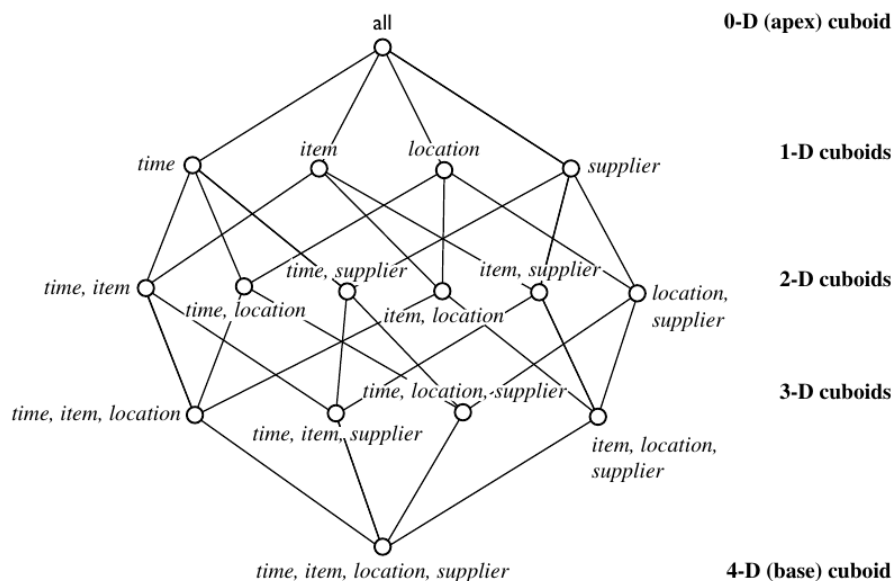 all
0-D (apex) cuboid
time
item
location
supplier
1-D cuboids
time, item
time, location
time, supplier
item, location
item, supplier
location,
supplier
2-D cuboids
time, item, location
time, item, supplier
time, location, supplier
item, location,
supplier
3-D cuboids
time, item, location, supplier
4-D (base) cuboid